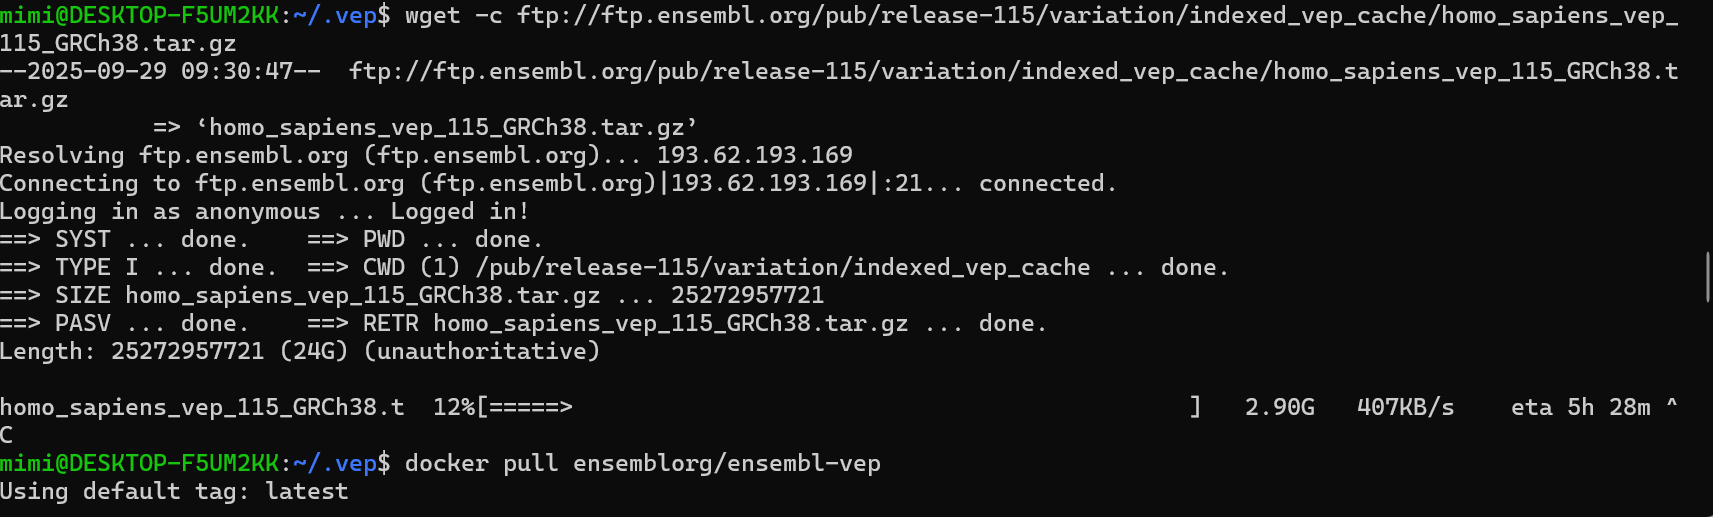 mimi@DESKTOP-F5UM2KK:~/.vep$ wget -c ftp://ftp.ensembl.org/pub/release-115/variation/indexed_vep_cache/homo_sapiens_vep_
115_GRCh38.tar.gz
--2025-09-29 09:30:47--  ftp://ftp.ensembl.org/pub/release-115/variation/indexed_vep_cache/homo_sapiens_vep_115_GRCh38.t
ar.gz
           => ‘homo_sapiens_vep_115_GRCh38.tar.gz’
Resolving ftp.ensembl.org (ftp.ensembl.org)... 193.62.193.169
Connecting to ftp.ensembl.org (ftp.ensembl.org)|193.62.193.169|:21... connected.
Logging in as anonymous ... Logged in!
==> SYST ... done.    ==> PWD ... done.
==> TYPE I ... done.  ==> CWD (1) /pub/release-115/variation/indexed_vep_cache ... done.
==> SIZE homo_sapiens_vep_115_GRCh38.tar.gz ... 25272957721
==> PASV ... done.    ==> RETR homo_sapiens_vep_115_GRCh38.tar.gz ... done.
Length: 25272957721 (24G) (unauthoritative)
homo_sapiens_vep_115_GRCh38.t  12%[=====>                                            ]   2.90G   407KB/s    eta 5h 28m ^
C
mimi@DESKTOP-F5UM2KK:~/.vep$ docker pull ensemblorg/ensembl-vep
Using default tag: latest